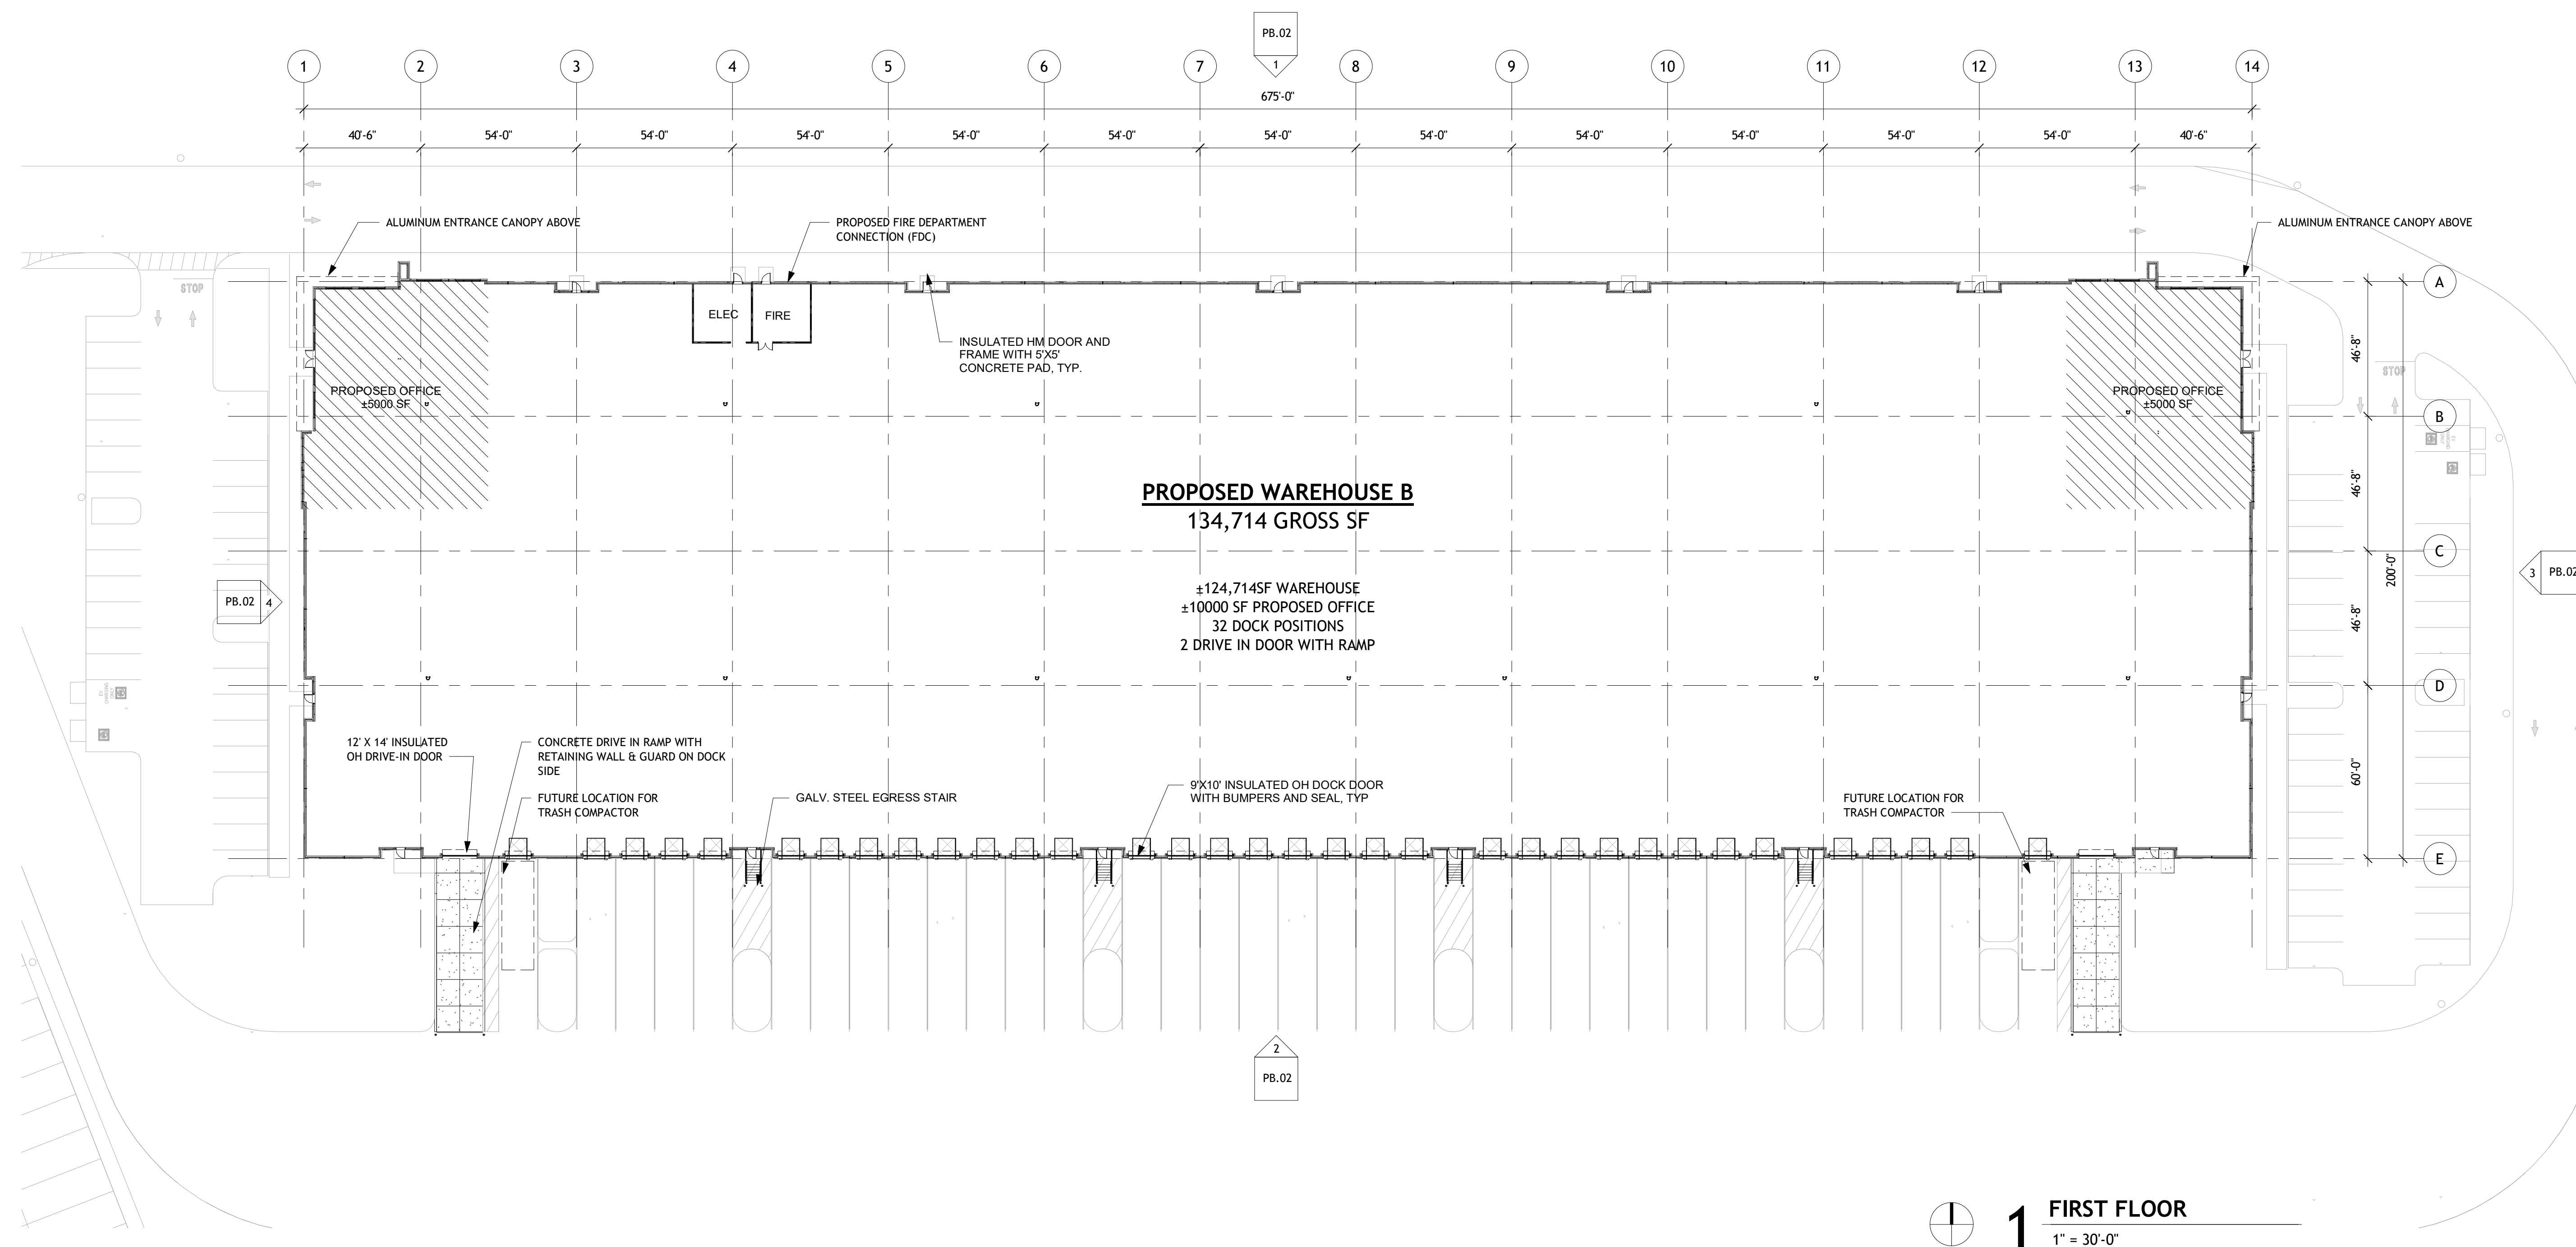 PB.02
1
1 2 3 4 5 6 7 8 9 10 11 12 13 14
675'-0"
40'-6" 54'-0" 54'-0" 54'-0" 54'-0" 54'-0" 54'-0" 54'-0" 54'-0" 54'-0" 54'-0" 54'-0" 40'-6"
ALUMINUM ENTRANCE CANOPY ABOVE
PROPOSED FIRE DEPARTMENT
CONNECTION (FDC)
ALUMINUM ENTRANCE CANOPY ABOVE
STOP
ELEC
FIRE
INSULATED HM DOOR AND
FRAME WITH 5'X5'
CONCRETE PAD, TYP.
PROPOSED OFFICE
±5000 SF
PROPOSED OFFICE
±5000 SF
STOP
A
46'-8"
B
46'-8"
C
200'-0"
46'-8"
D
60'-0"
E
PROPOSED WAREHOUSE B
134,714 GROSS SF
±124,714SF WAREHOUSE
±10000 SF PROPOSED OFFICE
32 DOCK POSITIONS
2 DRIVE IN DOOR WITH RAMP
PB.02
4
3
PB.02
EV
CHARGING
ONLY
12' X 14' INSULATED
OH DRIVE-IN DOOR
CONCRETE DRIVE IN RAMP WITH
RETAINING WALL & GUARD ON DOCK
SIDE
FUTURE LOCATION FOR
TRASH COMPACTOR
GALV. STEEL EGRESS STAIR
9'X10' INSULATED OH DOCK DOOR
WITH BUMPERS AND SEAL, TYP
FUTURE LOCATION FOR
TRASH COMPACTOR
2
PB.02
1
FIRST FLOOR
1" = 30'-0"